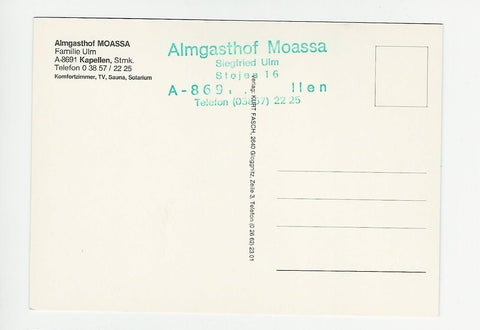 Almgasthof MOASSA
Familie Ulm
A-8691 Kapellen, Stmk.
Telefon 0 38 57 / 22 25
Komfortzimmer, TV, Sauna, Solarium
Almgasthof Moassa
Siegfried Ulm
16
Telefon (03857) 22 25
Verlag: KURT FASCH, 2640 Gloggnitz, Zeile 3, Telefon (0 26 62) 23 01